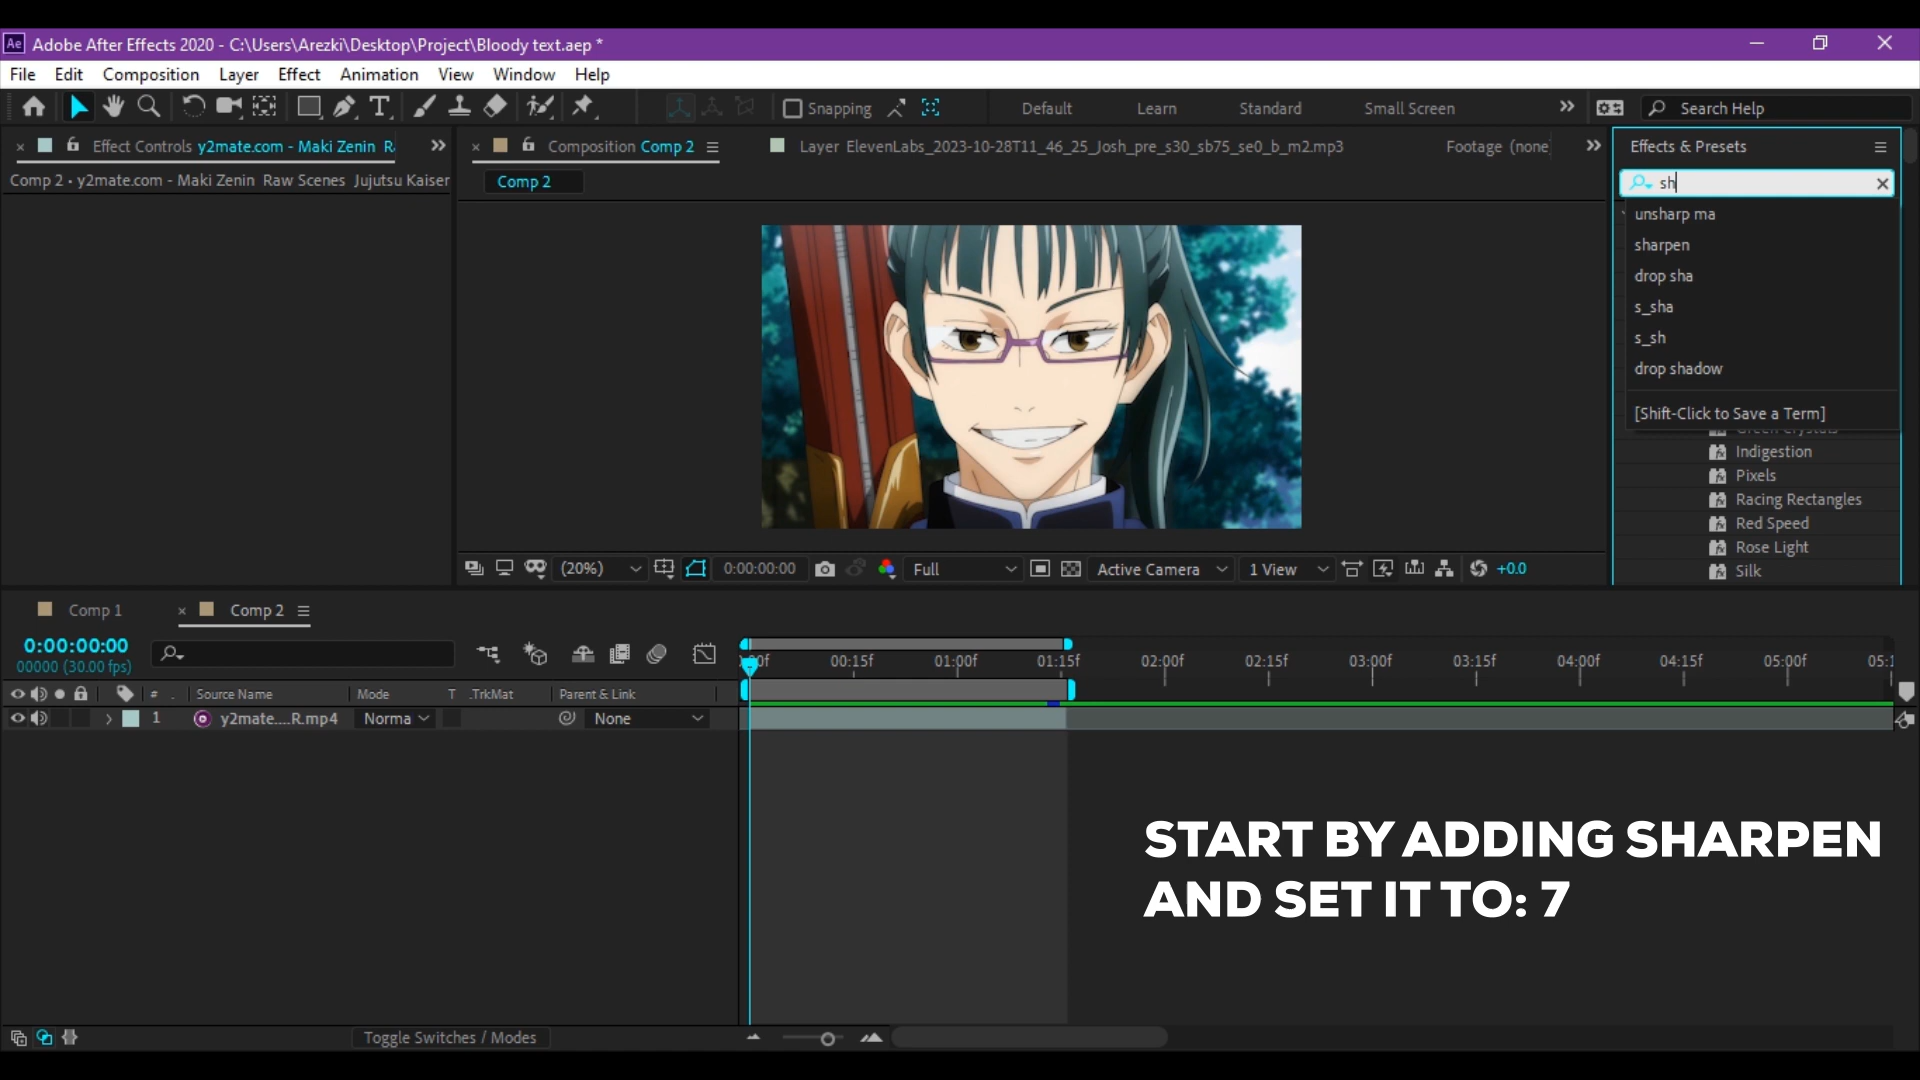 Ae Adobe After Effects 2020 - C:\Users\Arezki\Desktop\Project\Bloody text.aep *
File Edit Composition Layer Effect Animation View Window Help
Snapping Default Learn Standard Small Screen Search Help
Effect Controls y2mate.com - Maki Zenin R
Composition Comp 2
Layer ElevenLabs_2023-10-28T11_46_25_Josh_pre_s30_sb75_se0_b_m2.mp3
Footage (none)
Effects & Presets
Comp 2 • y2mate.com - Maki Zenin Raw Scenes Jujutsu Kaiser
Comp 2
sh
unsharp ma
sharpen
drop sha
s_sha
s_sh
drop shadow
[Shift-Click to Save a Term]
Green Crystals
Indigestion
Pixels
Racing Rectangles
Red Speed
Rose Light
Silk
(20%) 0:00:00:00 Full Active Camera 1 View +0.0
Comp 1 Comp 2
0:00:00:00
00000 (30.00 fps)
00f 00:15f 01:00f 01:15f 02:00f 02:15f 03:00f 03:15f 04:00f 04:15f 05:00f 05:1
# . Source Name Mode T .TrkMat Parent & Link
1 y2mate....R.mp4 Norma None
START BY ADDING SHARPEN
AND SET IT TO: 7
Toggle Switches / Modes